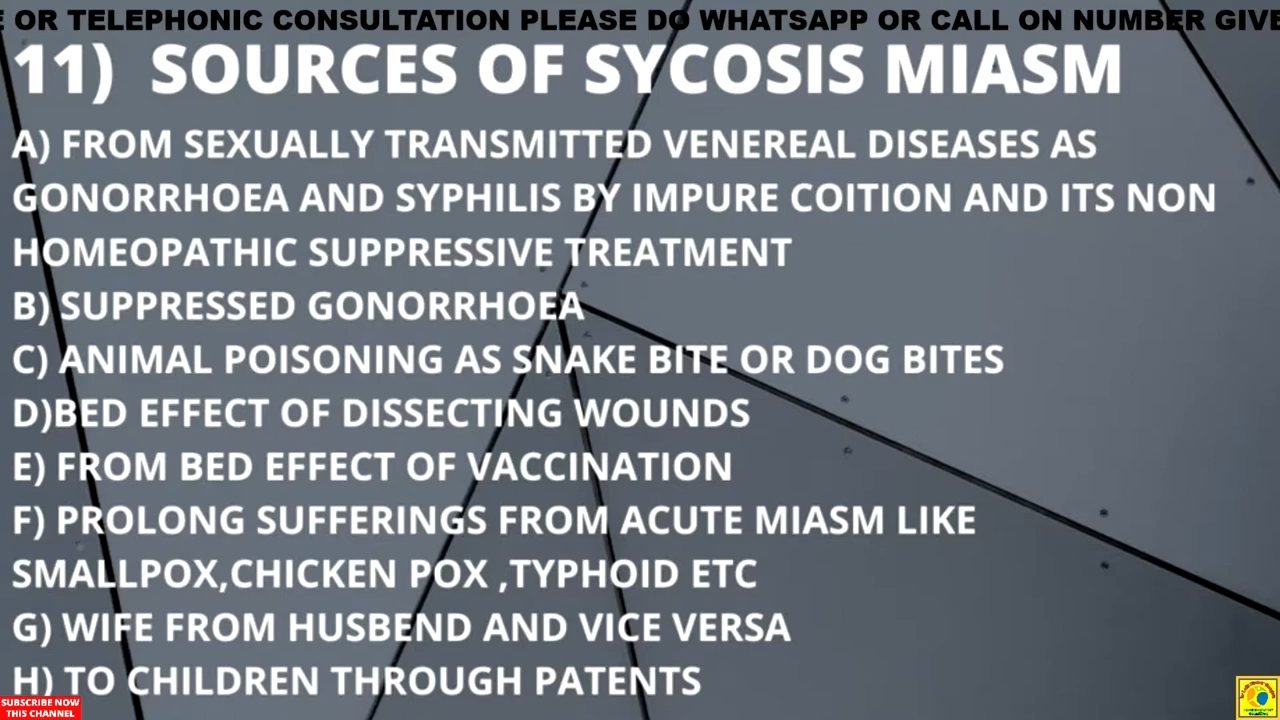 E OR TELEPHONIC CONSULTATION PLEASE DO WHATSAPP OR CALL ON NUMBER GIVE
11) SOURCES OF SYCOSIS MIASM
A) FROM SEXUALLY TRANSMITTED VENEREAL DISEASES AS
GONORRHOEA AND SYPHILIS BY IMPURE COITION AND ITS NON
HOMEOPATHIC SUPPRESSIVE TREATMENT
B) SUPPRESSED GONORRHOEA
C) ANIMAL POISONING AS SNAKE BITE OR DOG BITES
D)BED EFFECT OF DISSECTING WOUNDS
E) FROM BED EFFECT OF VACCINATION
F) PROLONG SUFFERINGS FROM ACUTE MIASM LIKE
SMALLPOX,CHICKEN POX ,TYPHOID ETC
G) WIFE FROM HUSBEND AND VICE VERSA
H) TO CHILDREN THROUGH PATENTS
SUBSCRIBE NOW
THIS CHANNEL